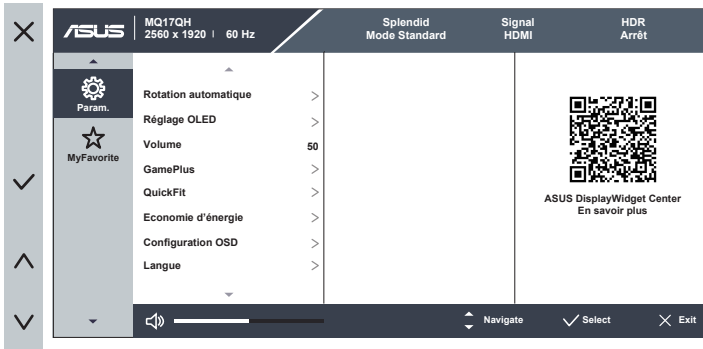 ASUS
MQ17QH
2560 x 1920 | 60 Hz
Splendid
Mode Standard
Signal
HDMI
HDR
Arrêt
Param.
MyFavorite
Rotation automatique
Réglage OLED
Volume 50
GamePlus
QuickFit
Economie d'énergie
Configuration OSD
Langue
ASUS DisplayWidget Center
En savoir plus
Navigate
Select
Exit